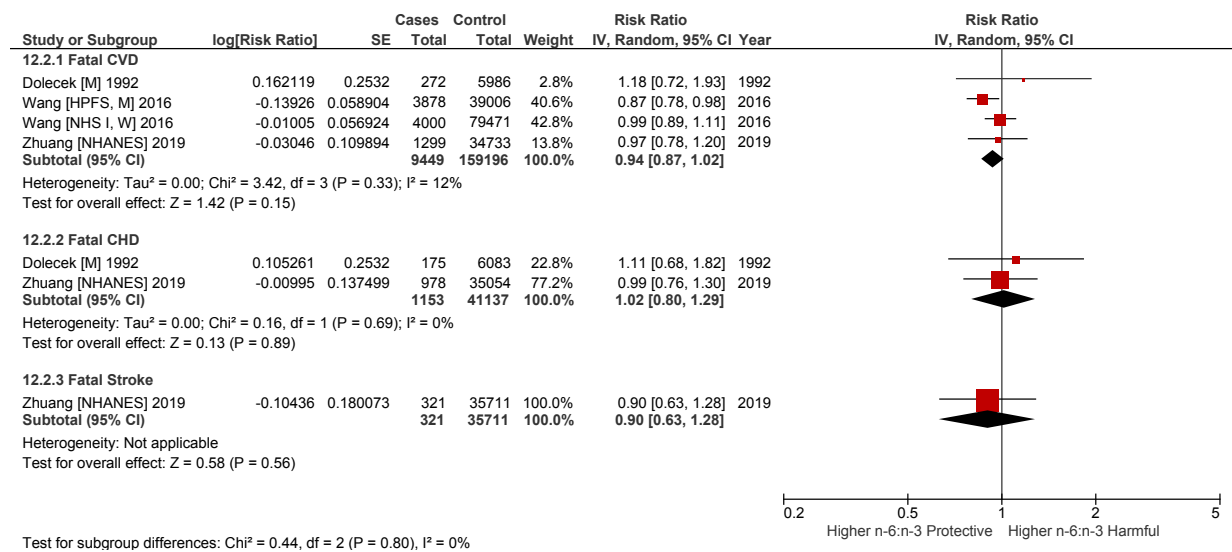 Cases Control Risk Ratio Risk Ratio
Study or Subgroup log[Risk Ratio] SE Total Total Weight IV, Random, 95% CI Year IV, Random, 95% CI
12.2.1 Fatal CVD
Dolecek [M] 1992 0.162119 0.2532 272 5986 2.8% 1.18 [0.72, 1.93] 1992
Wang [HPFS, M] 2016 -0.13926 0.058904 3878 39006 40.6% 0.87 [0.78, 0.98] 2016
Wang [NHS I, W] 2016 -0.01005 0.056924 4000 79471 42.8% 0.99 [0.89, 1.11] 2016
Zhuang [NHANES] 2019 -0.03046 0.109894 1299 34733 13.8% 0.97 [0.78, 1.20] 2019
Subtotal (95% CI) 9449 159196 100.0% 0.94 [0.87, 1.02]
Heterogeneity: Tau² = 0.00; Chi² = 3.42, df = 3 (P = 0.33); I² = 12%
Test for overall effect: Z = 1.42 (P = 0.15)
12.2.2 Fatal CHD
Dolecek [M] 1992 0.105261 0.2532 175 6083 22.8% 1.11 [0.68, 1.82] 1992
Zhuang [NHANES] 2019 -0.00995 0.137499 978 35054 77.2% 0.99 [0.76, 1.30] 2019
Subtotal (95% CI) 1153 41137 100.0% 1.02 [0.80, 1.29]
Heterogeneity: Tau² = 0.00; Chi² = 0.16, df = 1 (P = 0.69); I² = 0%
Test for overall effect: Z = 0.13 (P = 0.89)
12.2.3 Fatal Stroke
Zhuang [NHANES] 2019 -0.10436 0.180073 321 35711 100.0% 0.90 [0.63, 1.28] 2019
Subtotal (95% CI) 321 35711 100.0% 0.90 [0.63, 1.28]
Heterogeneity: Not applicable
Test for overall effect: Z = 0.58 (P = 0.56)
0.2 0.5 1 2 5
Higher n-6:n-3 Protective Higher n-6:n-3 Harmful
Test for subgroup differences: Chi² = 0.44, df = 2 (P = 0.80), I² = 0%